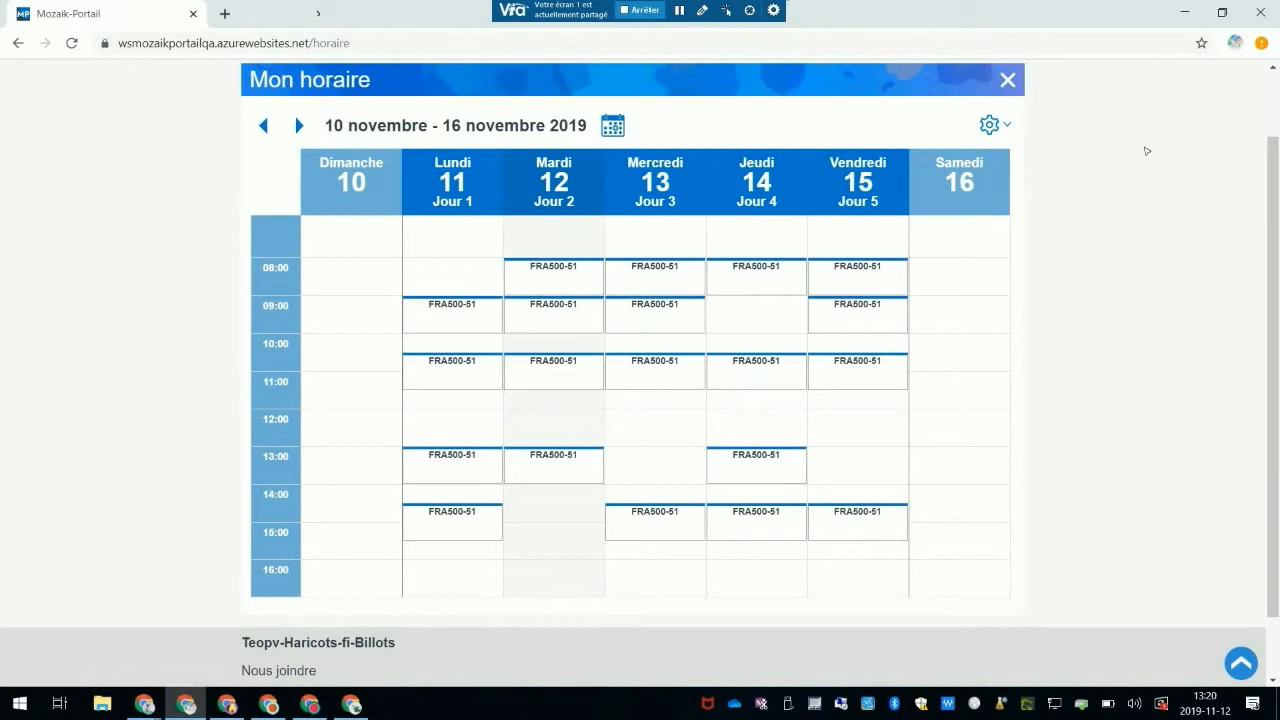 MP Mozaïk-Portail
Vıa Votre écran 1 est actuellement partagé Arrêter
wsmozaikportailqa.azurewebsites.net/horaire
Mon horaire
10 novembre - 16 novembre 2019
Dimanche Lundi Mardi Mercredi Jeudi Vendredi Samedi
10 11 12 13 14 15 16
Jour 1 Jour 2 Jour 3 Jour 4 Jour 5
08:00 FRA500-51 FRA500-51 FRA500-51 FRA500-51
09:00 FRA500-51 FRA500-51 FRA500-51 FRA500-51
10:00
FRA500-51 FRA500-51 FRA500-51 FRA500-51 FRA500-51
11:00
12:00
13:00 FRA500-51 FRA500-51 FRA500-51
14:00
FRA500-51 FRA500-51 FRA500-51 FRA500-51
15:00
16:00
Teopv-Haricots-fi-Billots
Nous joindre
13:20
2019-11-12